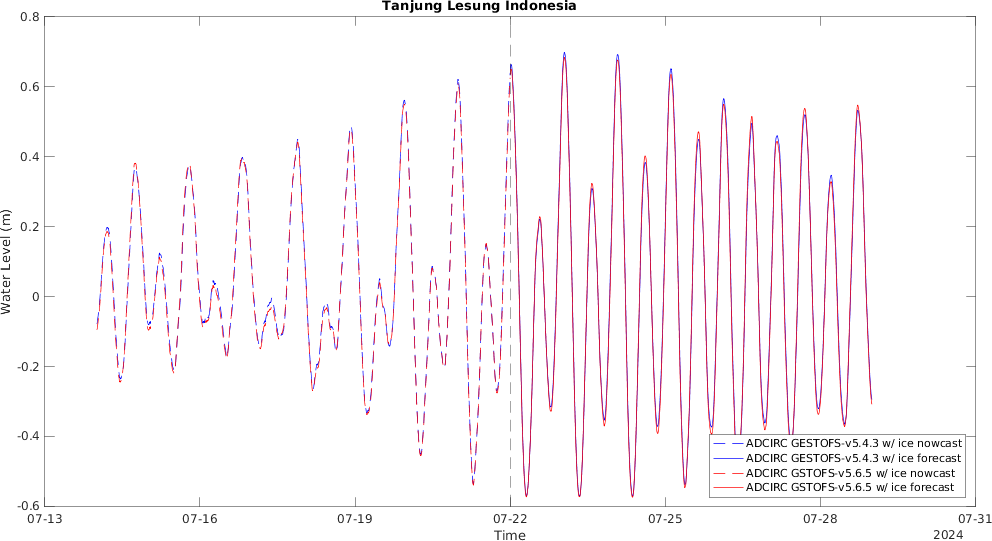 Tanjung Lesung Indonesia
Water Level (m)
0.8
0.6
0.4
0.2
0
-0.2
-0.4
-0.6
ADCIRC GESTOFS-v5.4.3 w/ ice nowcast
ADCIRC GESTOFS-v5.4.3 w/ ice forecast
ADCIRC GSTOFS-v5.6.5 w/ ice nowcast
ADCIRC GSTOFS-v5.6.5 w/ ice forecast
07-13 07-16 07-19 07-22 07-25 07-28 07-31
Time
2024